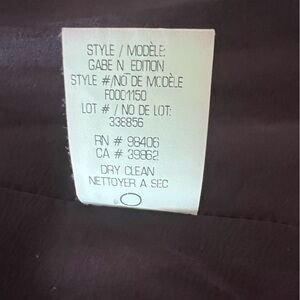 STYLE / MODÈLE:
GABE N EDITION
STYLE #/NO DE MODÈLE
F0001150
LOT # / NO DE LOT:
336856
RN # 98406
CA # 39862
DRY CLEAN
NETTOYER A SEC